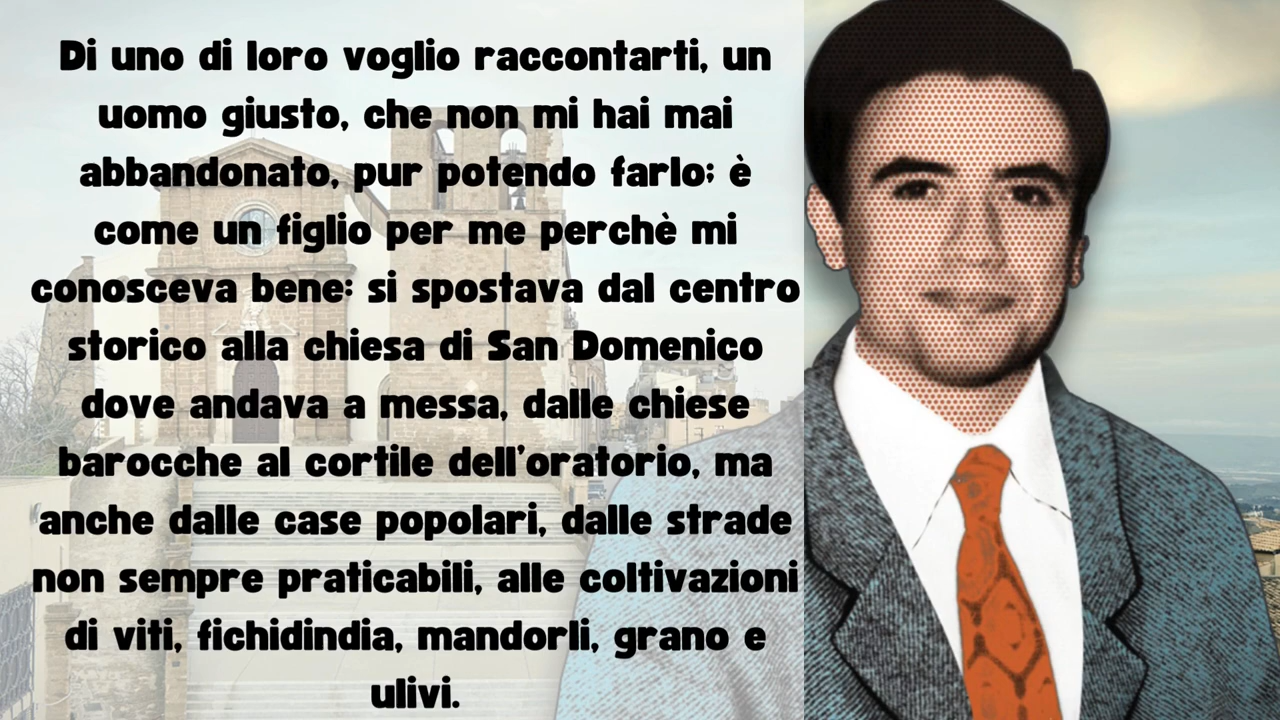 Di uno di loro voglio raccontarti, un
uomo giusto, che non mi hai mai
abbandonato, pur potendo farlo; è
come un figlio per me perchè mi
conosceva bene: si spostava dal centro
storico alla chiesa di San Domenico
dove andava a messa, dalle chiese
barocche al cortile dell'oratorio, ma
anche dalle case popolari, dalle strade
non sempre praticabili, alle coltivazioni
di viti, fichidindia, mandorli, grano e
ulivi.